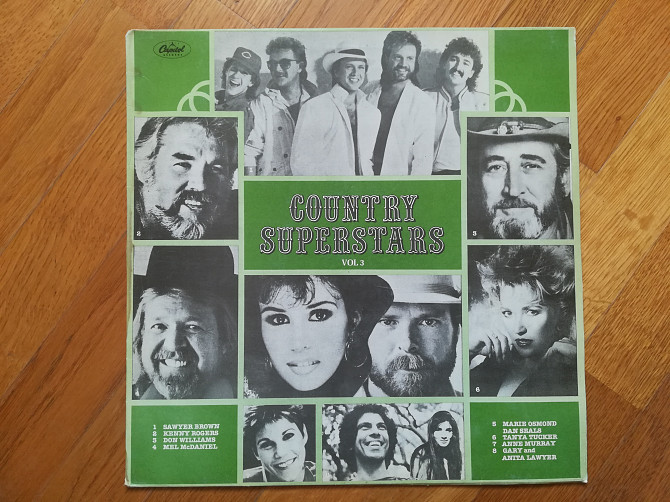 Capitol
RECORDS
2
3
COUNTRY
SUPERSTARS
VOL 3
6
1 SAWYER BROWN
2 KENNY ROGERS
3 DON WILLIAMS
4 MEL McDANIEL
5 MARIE OSMOND
DAN SEALS
6 TANYA TUCKER
7 ANNE MURRAY
8 GARY and
ANITA LAWYER